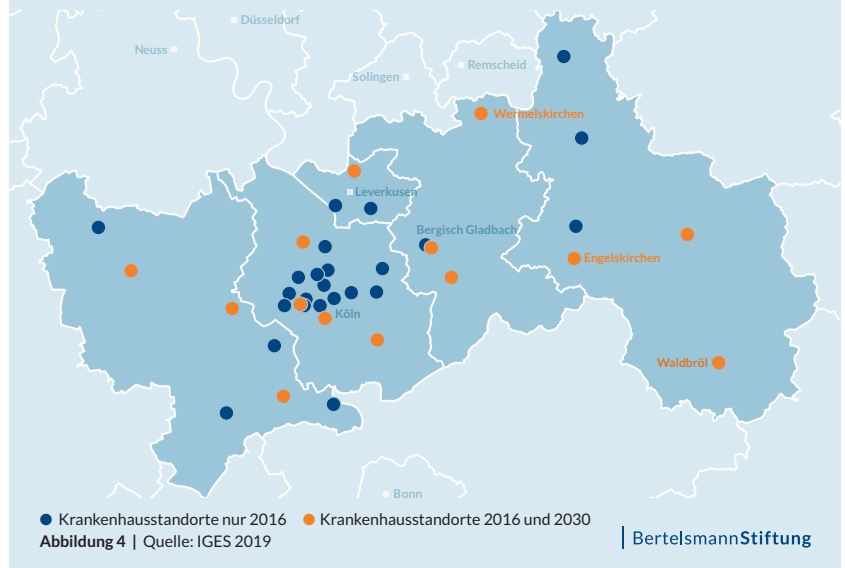 Düsseldorf
Neuss
Solingen
Remscheid
Wermelskirchen
Leverkusen
Bergisch Gladbach
Engelskirchen
Köln
Waldbröl
Bonn
Krankenhausstandorte nur 2016 Krankenhausstandorte 2016 und 2030
Abbildung 4 | Quelle: IGES 2019
BertelsmannStiftung